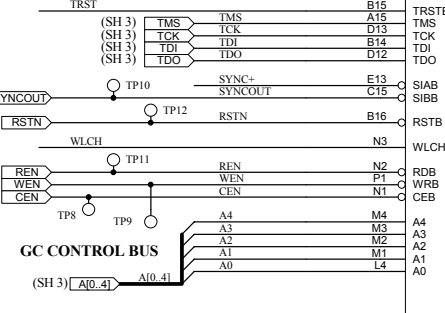 TRST B15 TRSTB
(SH 3) TMS TMS A15 TMS
(SH 3) TCK TCK D13 TCK
(SH 3) TDI TDI B14 TDI
(SH 3) TDO TDO D12 TDO
TP10 SYNC+ E13 SIAB
YNCOUT SYNCOUT C15 SIBB
TP12
RSTN RSTN B16 RSTB
WLCH N3 WLCH
TP11
REN REN N2 RDB
WEN WEN P1 WRB
CEN CEN N1 CEB
TP8 TP9
A4 M4 A4
A3 M3 A3
GC CONTROL BUS A2 M2 A2
A1 M1 A1
A0 L4 A0
(SH 3) A[0..4] A[0..4]